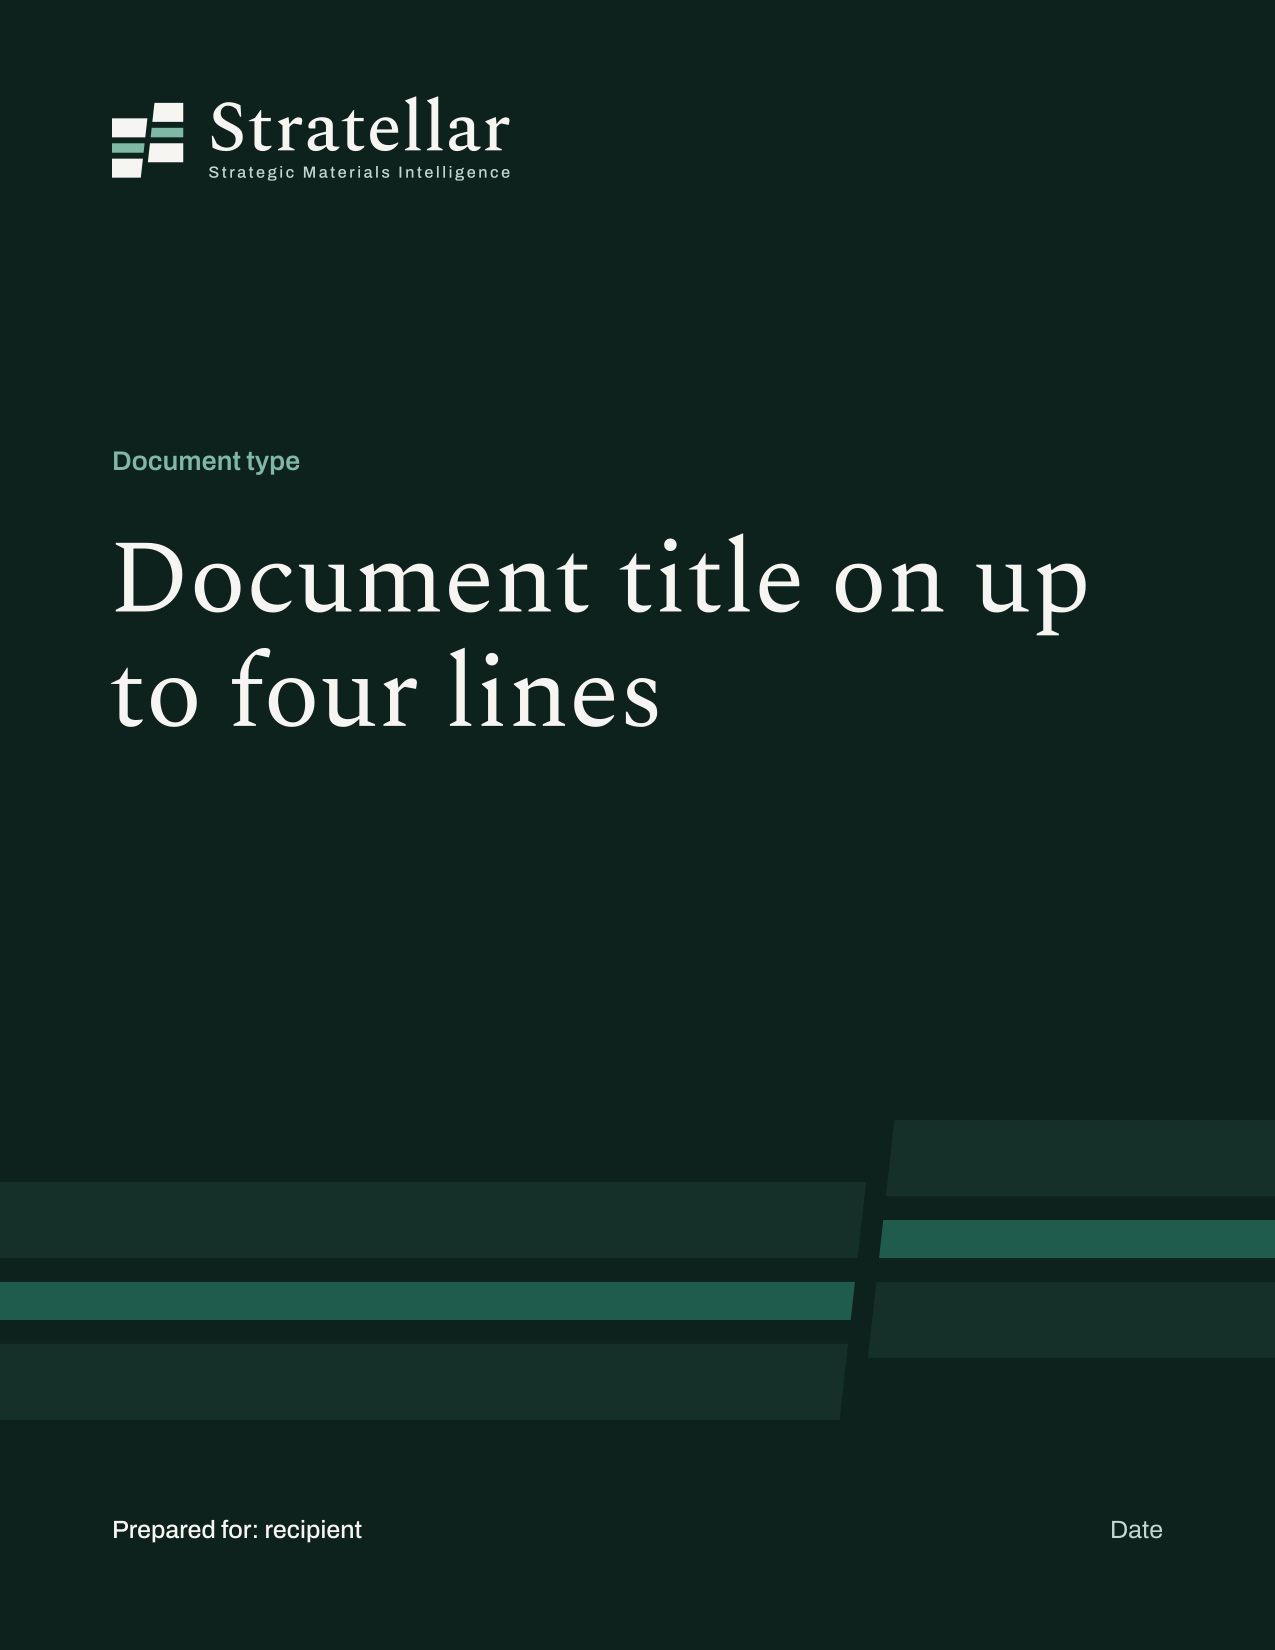 Stratellar
Strategic Materials Intelligence
Document type
Document title on up
to four lines
Prepared for: recipient
Date